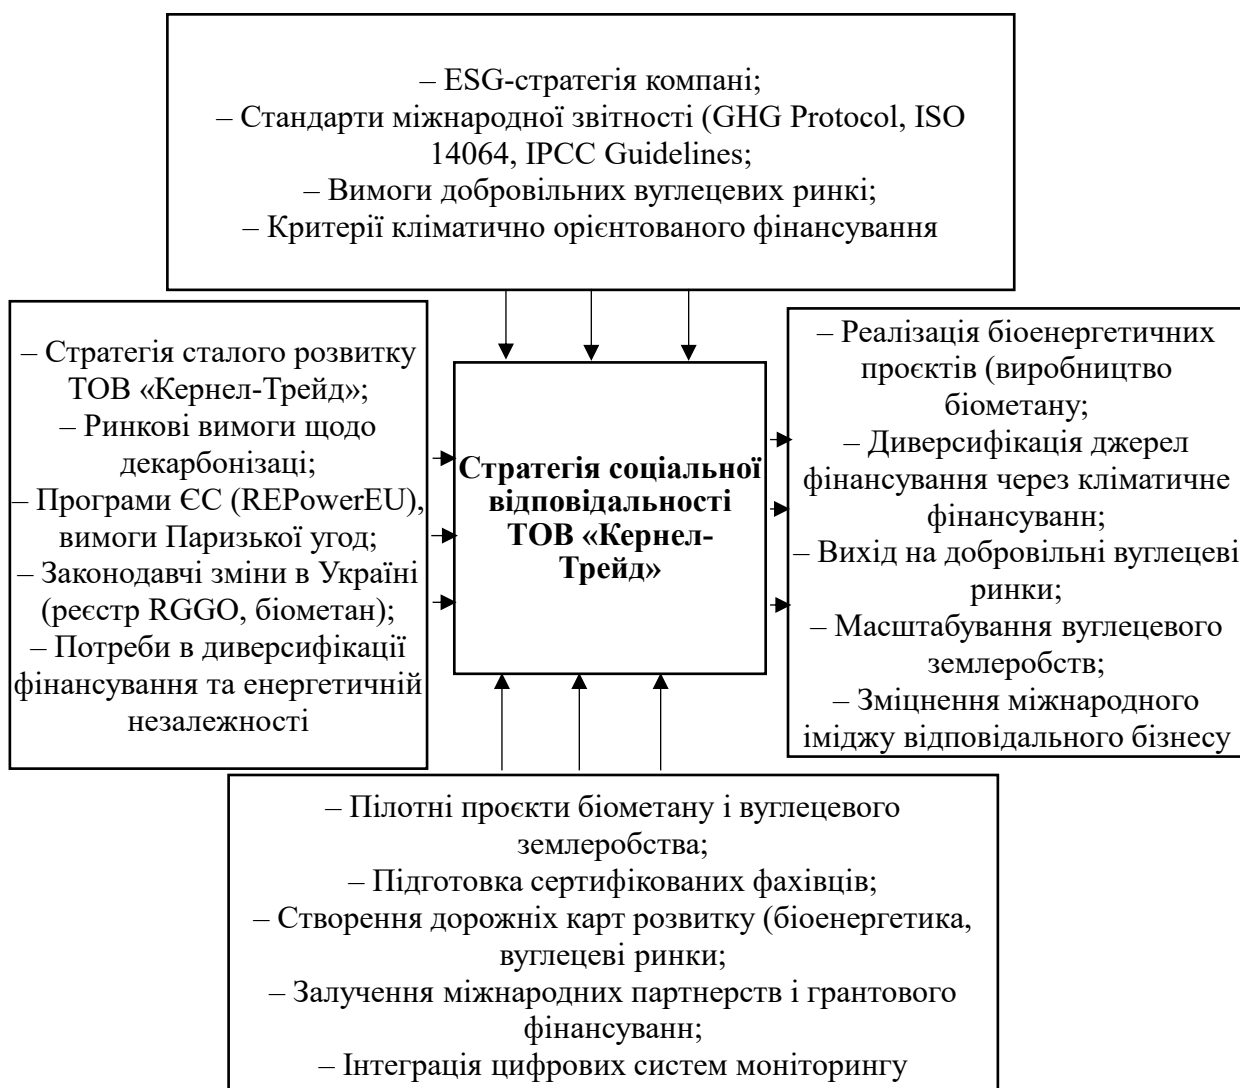 – ESG-стратегія компані;
– Стандарти міжнародної звітності (GHG Protocol, ISO
14064, IPCC Guidelines;
– Вимоги добровільних вуглецевих ринкі;
– Критерії кліматично орієнтованого фінансування
– Стратегія сталого розвитку
ТОВ «Кернел-Трейд»;
– Ринкові вимоги щодо
декарбонізаці;
– Програми ЄС (REPowerEU),
вимоги Паризької угод;
– Законодавчі зміни в Україні
(реєстр RGGO, біометан);
– Потреби в диверсифікації
фінансування та енергетичній
незалежності
Стратегія соціальної
відповідальності
ТОВ «Кернел-
Трейд»
– Реалізація біоенергетичних
проєктів (виробництво
біометану;
– Диверсифікація джерел
фінансування через кліматичне
фінансуванн;
– Вихід на добровільні вуглецеві
ринки;
– Масштабування вуглецевого
землеробств;
– Зміцнення міжнародного
іміджу відповідального бізнесу
– Пілотні проєкти біометану і вуглецевого
землеробства;
– Підготовка сертифікованих фахівців;
– Створення дорожніх карт розвитку (біоенергетика,
вуглецеві ринки;
– Залучення міжнародних партнерств і грантового
фінансуванн;
– Інтеграція цифрових систем моніторингу